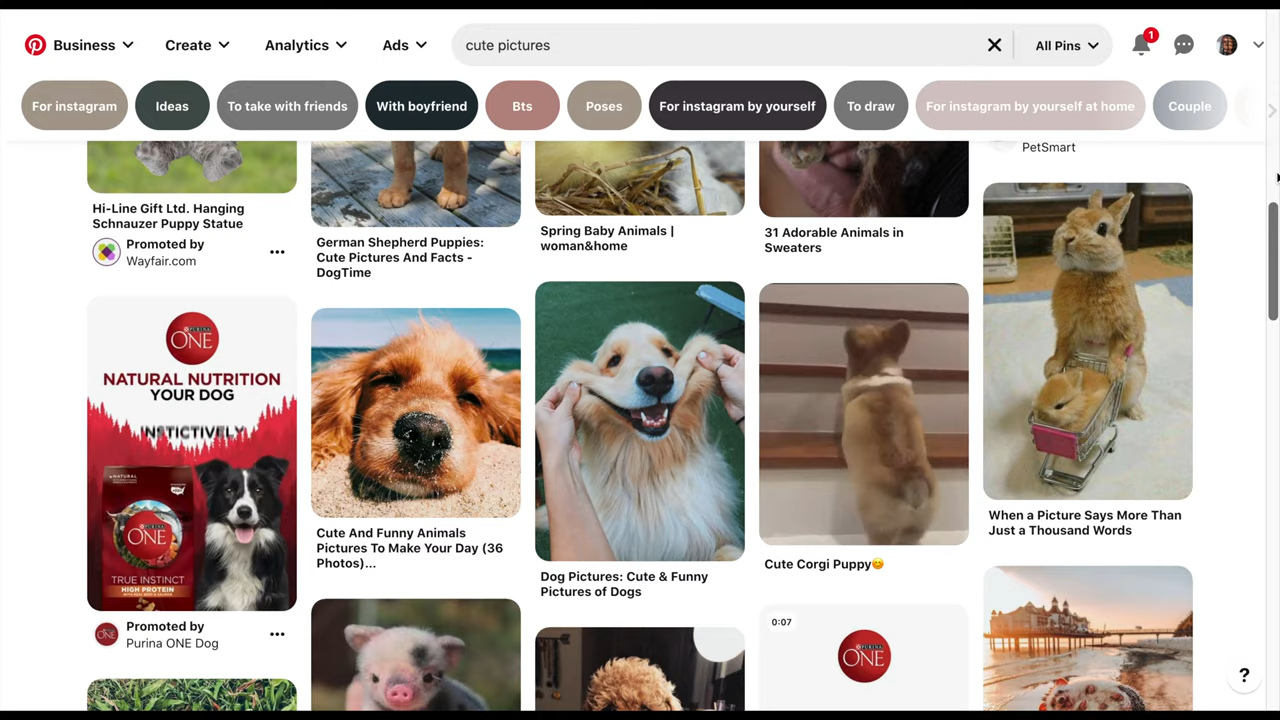 Business
Create
Analytics
Ads
cute pictures
All Pins
1
For instagram
Ideas
To take with friends
With boyfriend
Bts
Poses
For instagram by yourself
To draw
For instagram by yourself at home
Couple
Hi-Line Gift Ltd. Hanging
Schnauzer Puppy Statue
Promoted by
Wayfair.com
PURINA
ONE
NATURAL NUTRITION
YOUR DOG
INSTICTIVELY
NATURAL
PURINA
ONE
TRUE INSTINCT
HIGH PROTEIN
Promoted by
Purina ONE Dog
German Shepherd Puppies:
Cute Pictures And Facts -
DogTime
Cute And Funny Animals
Pictures To Make Your Day (36
Photos)...
Spring Baby Animals |
woman&home
Dog Pictures: Cute & Funny
Pictures of Dogs
31 Adorable Animals in
Sweaters
Cute Corgi Puppy😊
0:07
PURINA
ONE
PetSmart
When a Picture Says More Than
Just a Thousand Words
?